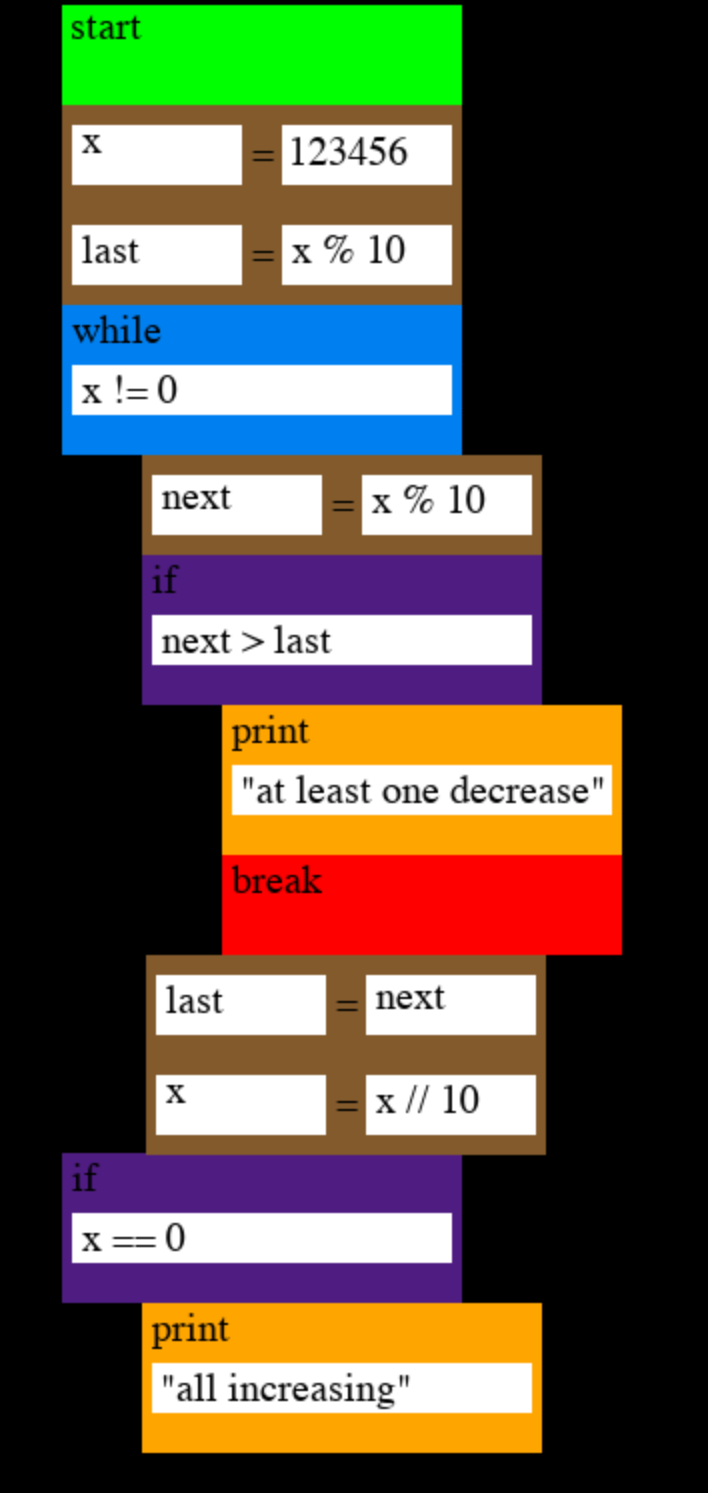 start
x = 123456
last = x % 10
while
x != 0
next = x % 10
if
next > last
print
"at least one decrease"
break
last = next
x = x // 10
if
x == 0
print
"all increasing"